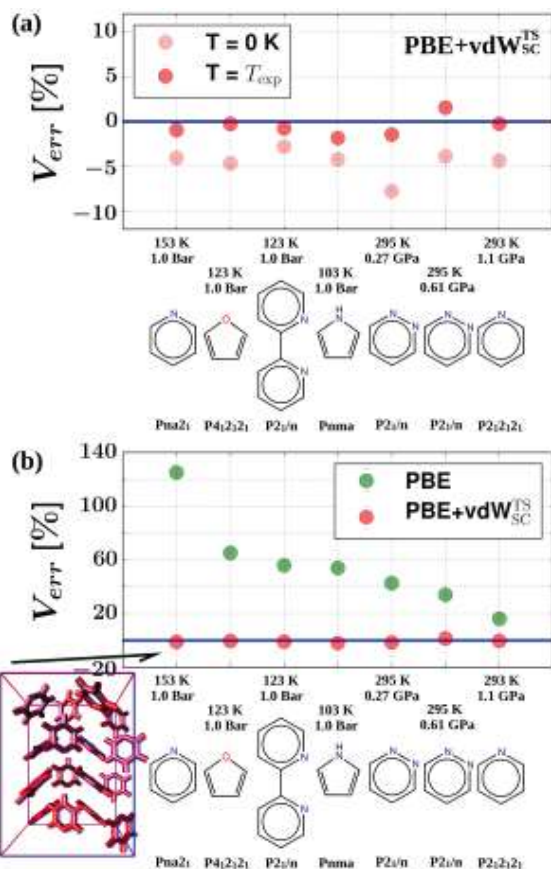 (a)
10
5
0
−5
−10
V_err [%]
T = 0 K
T = T_exp
PBE+vdW^TS_SC
153 K
1.0 Bar
123 K
1.0 Bar
123 K
1.0 Bar
103 K
1.0 Bar
295 K
0.27 GPa
295 K
0.61 GPa
293 K
1.1 GPa
N
O
N
N
H
N
N
N
N
N
N
Pna2₁
P4₁2₁2₁
P2₁/n
Pnma
P2₁/n
P2₁/n
P2₁2₁2₁
(b)
140
100
60
20
−20
V_err [%]
PBE
PBE+vdW^TS_SC
153 K
1.0 Bar
123 K
1.0 Bar
123 K
1.0 Bar
103 K
1.0 Bar
295 K
0.27 GPa
295 K
0.61 GPa
293 K
1.1 GPa
N
O
N
N
H
N
N
N
N
N
N
Pna2₁
P4₁2₁2₁
P2₁/n
Pnma
P2₁/n
P2₁/n
P2₁2₁2₁